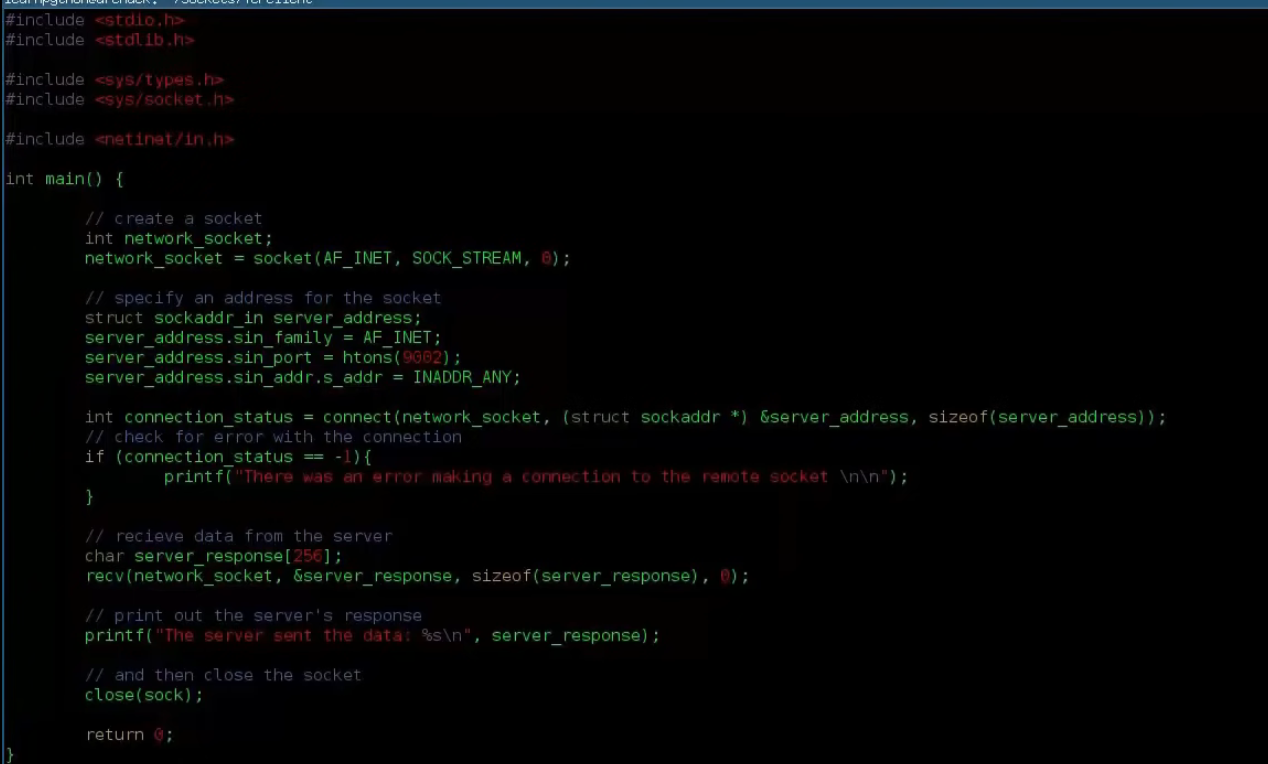 #include <stdio.h>
#include <stdlib.h>
#include <sys/types.h>
#include <sys/socket.h>
#include <netinet/in.h>
int main() {
// create a socket
int network_socket;
network_socket = socket(AF_INET, SOCK_STREAM, 0);
// specify an address for the socket
struct sockaddr_in server_address;
server_address.sin_family = AF_INET;
server_address.sin_port = htons(9002);
server_address.sin_addr.s_addr = INADDR_ANY;
int connection_status = connect(network_socket, (struct sockaddr *) &server_address, sizeof(server_address));
// check for error with the connection
if (connection_status == -1){
printf("There was an error making a connection to the remote socket \n\n");
}
// recieve data from the server
char server_response[256];
recv(network_socket, &server_response, sizeof(server_response), 0);
// print out the server's response
printf("The server sent the data: %s\n", server_response);
// and then close the socket
close(sock);
return 0;
}